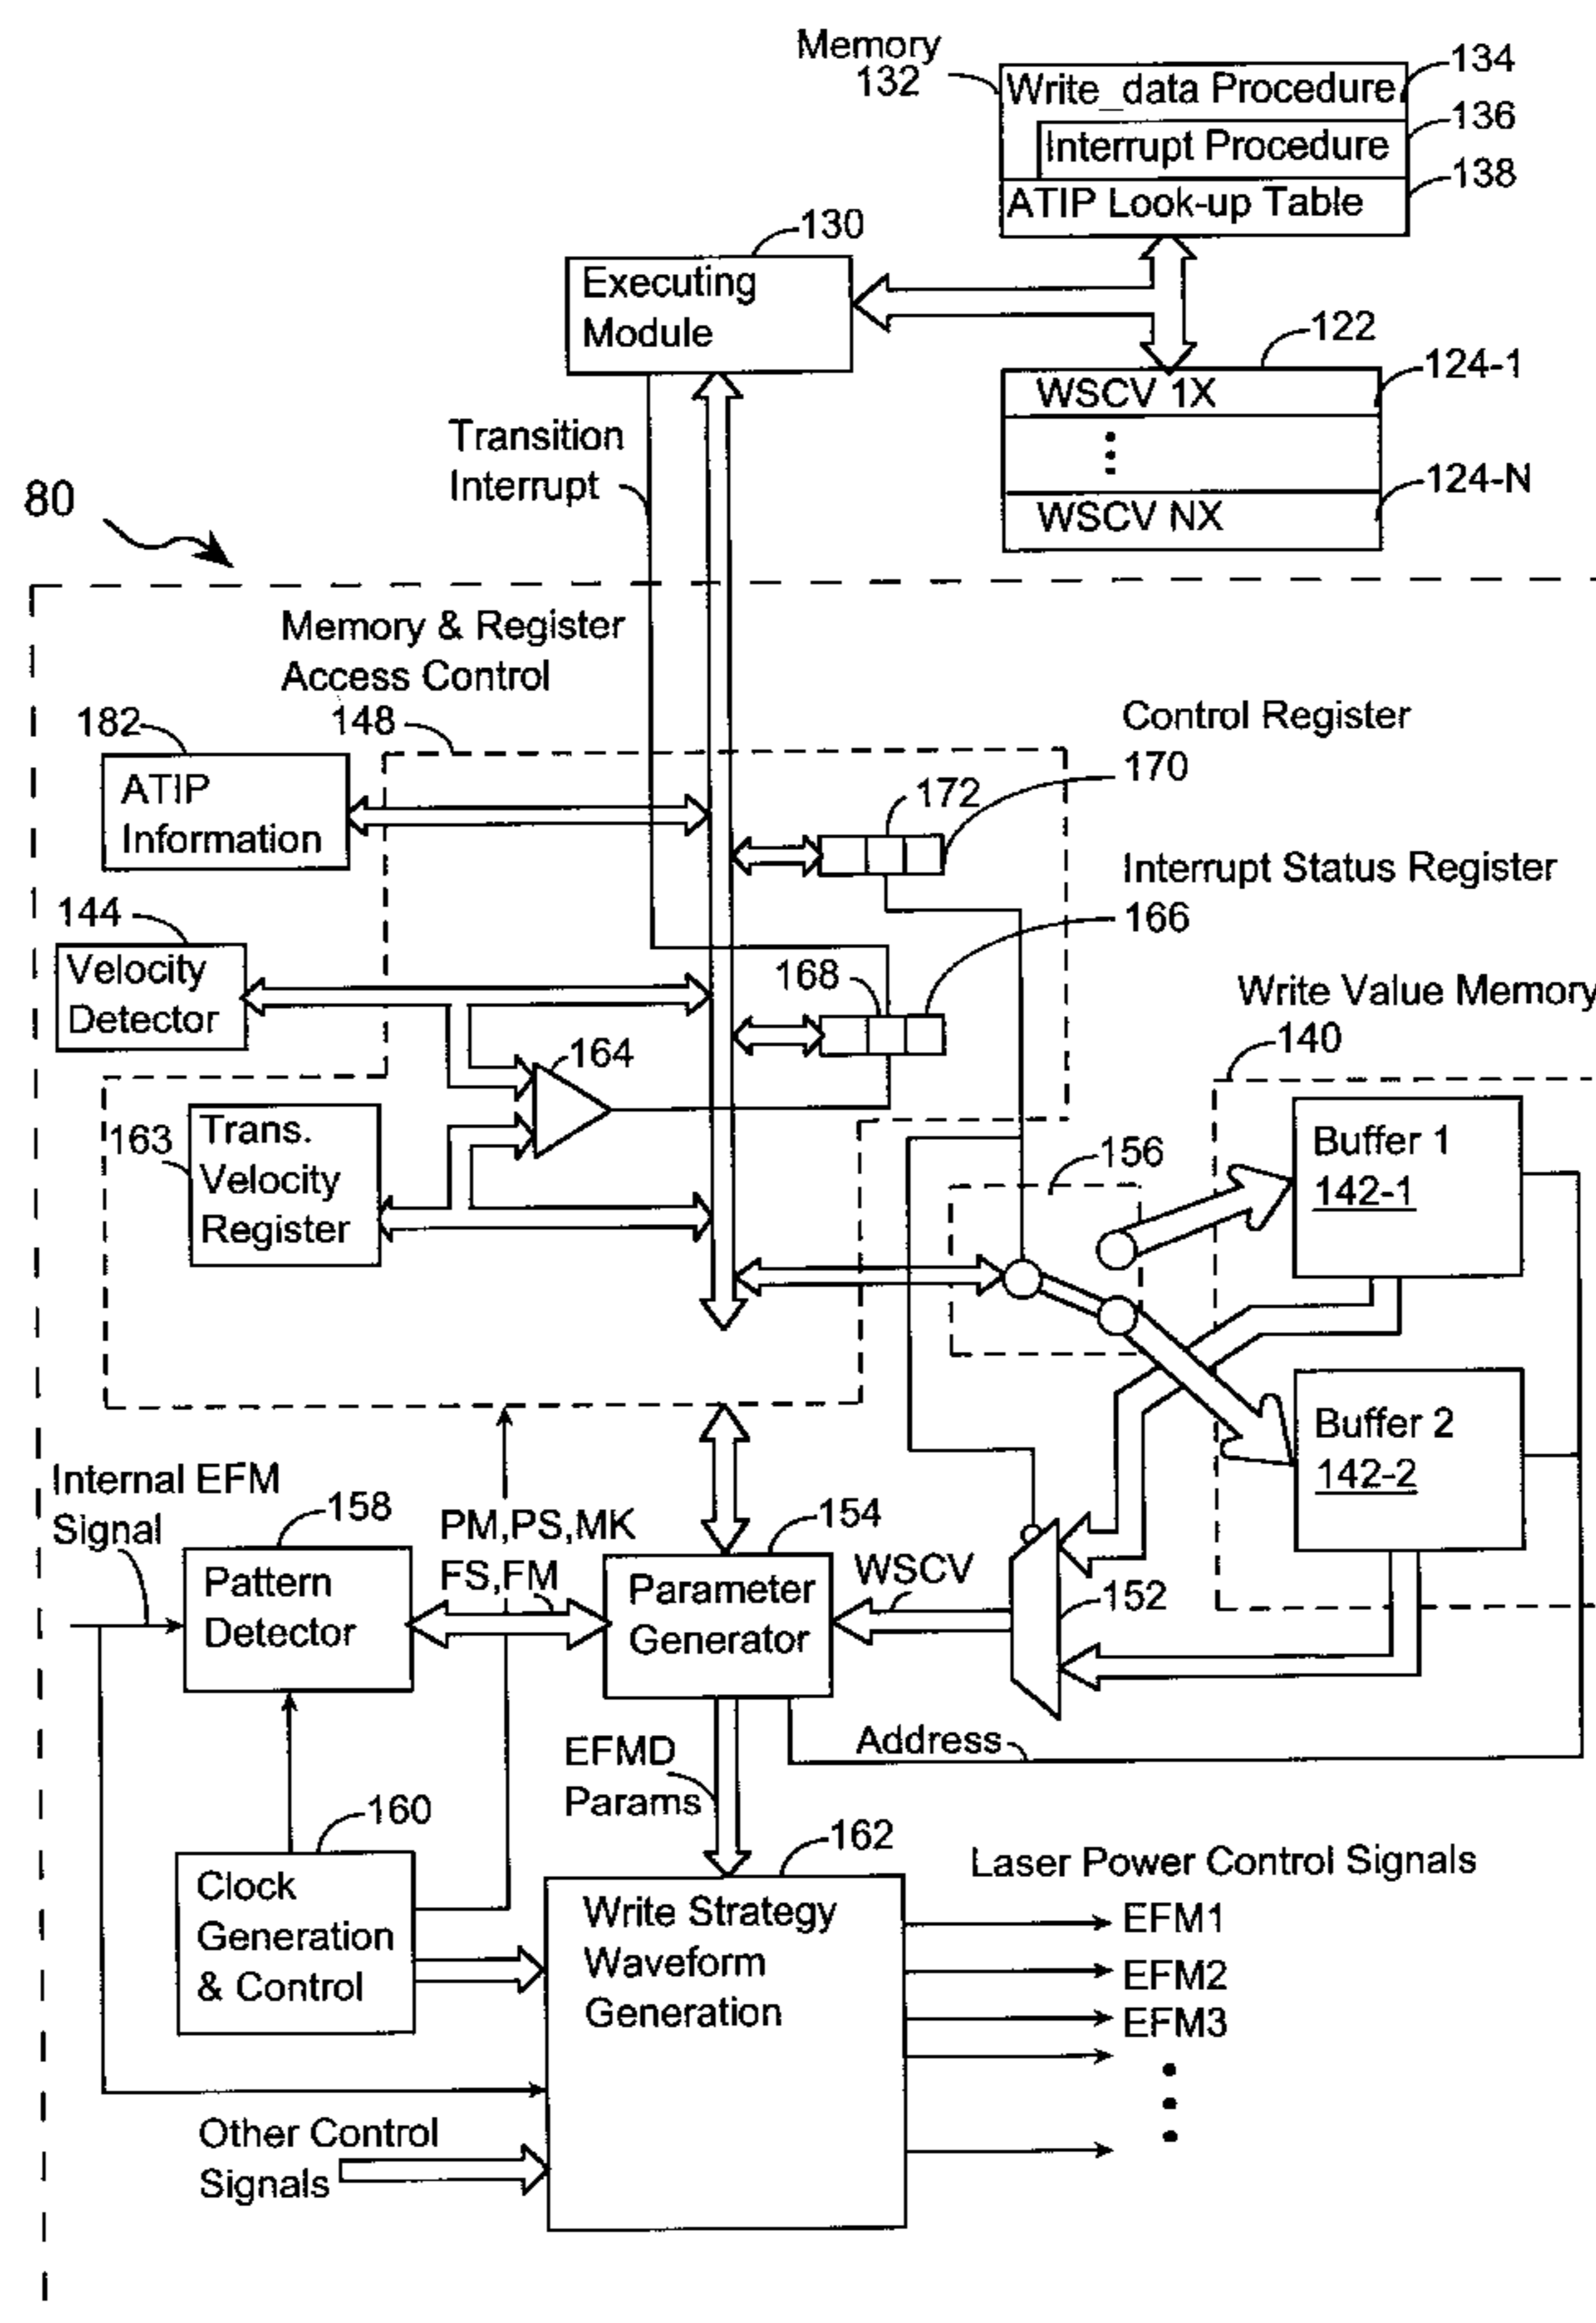 Memory
132
Write_data Procedure
134
Interrupt Procedure
136
ATIP Look-up Table
138
130
Executing
Module
122
WSCV 1X
124-1
WSCV NX
124-N
Transition
Interrupt
80
Memory & Register
Access Control
148
182
ATIP
Information
Control Register
170
172
Interrupt Status Register
166
168
144
Velocity
Detector
164
163
Trans.
Velocity
Register
Write Value Memory
140
156
Buffer 1
142-1
Buffer 2
142-2
Internal EFM
Signal
158
Pattern
Detector
PM,PS,MK
FS,FM
154
Parameter
Generator
WSCV
152
EFMD
Params
Address
160
Clock
Generation
& Control
162
Write Strategy
Waveform
Generation
Laser Power Control Signals
EFM1
EFM2
EFM3
Other Control
Signals